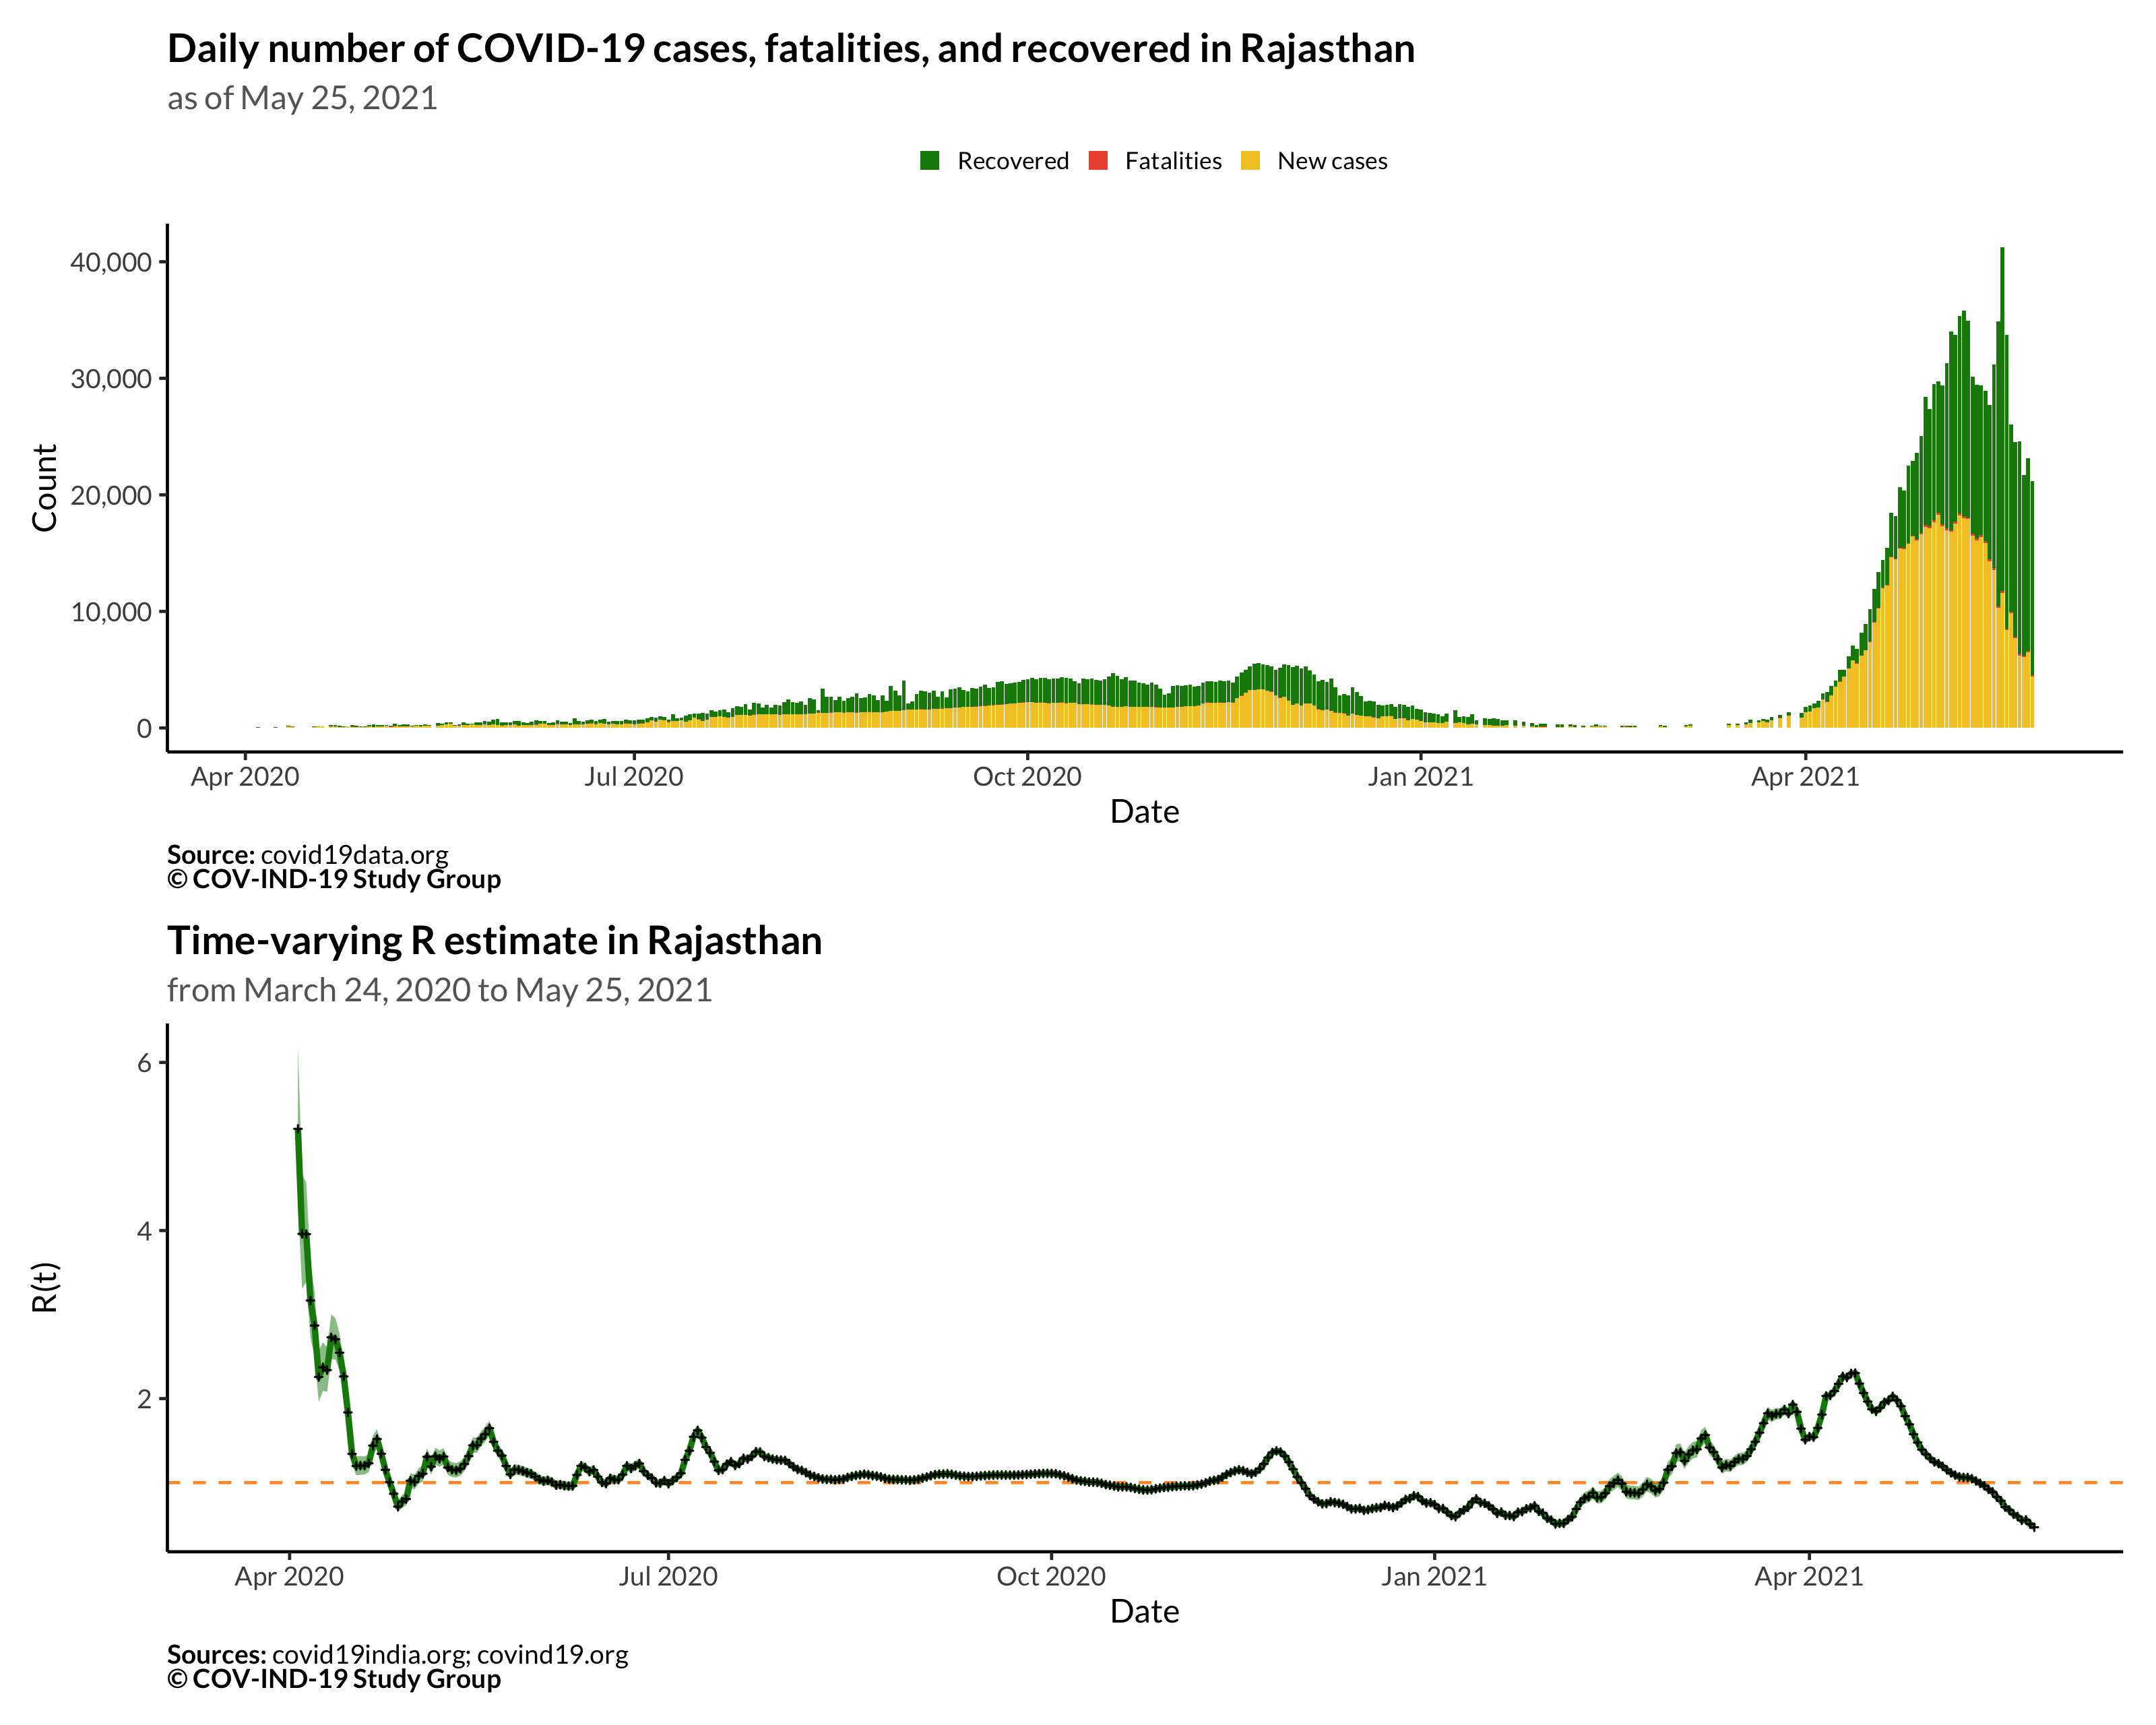 Daily number of COVID-19 cases, fatalities, and recovered in Rajasthan
as of May 25, 2021
Recovered Fatalities New cases
Count
40,000
30,000
20,000
10,000
0
Apr 2020 Jul 2020 Oct 2020 Jan 2021 Apr 2021
Date
Source: covid19data.org
© COV-IND-19 Study Group
Time-varying R estimate in Rajasthan
from March 24, 2020 to May 25, 2021
R(t)
6
4
2
Apr 2020 Jul 2020 Oct 2020 Jan 2021 Apr 2021
Date
Sources: covid19india.org; covind19.org
© COV-IND-19 Study Group